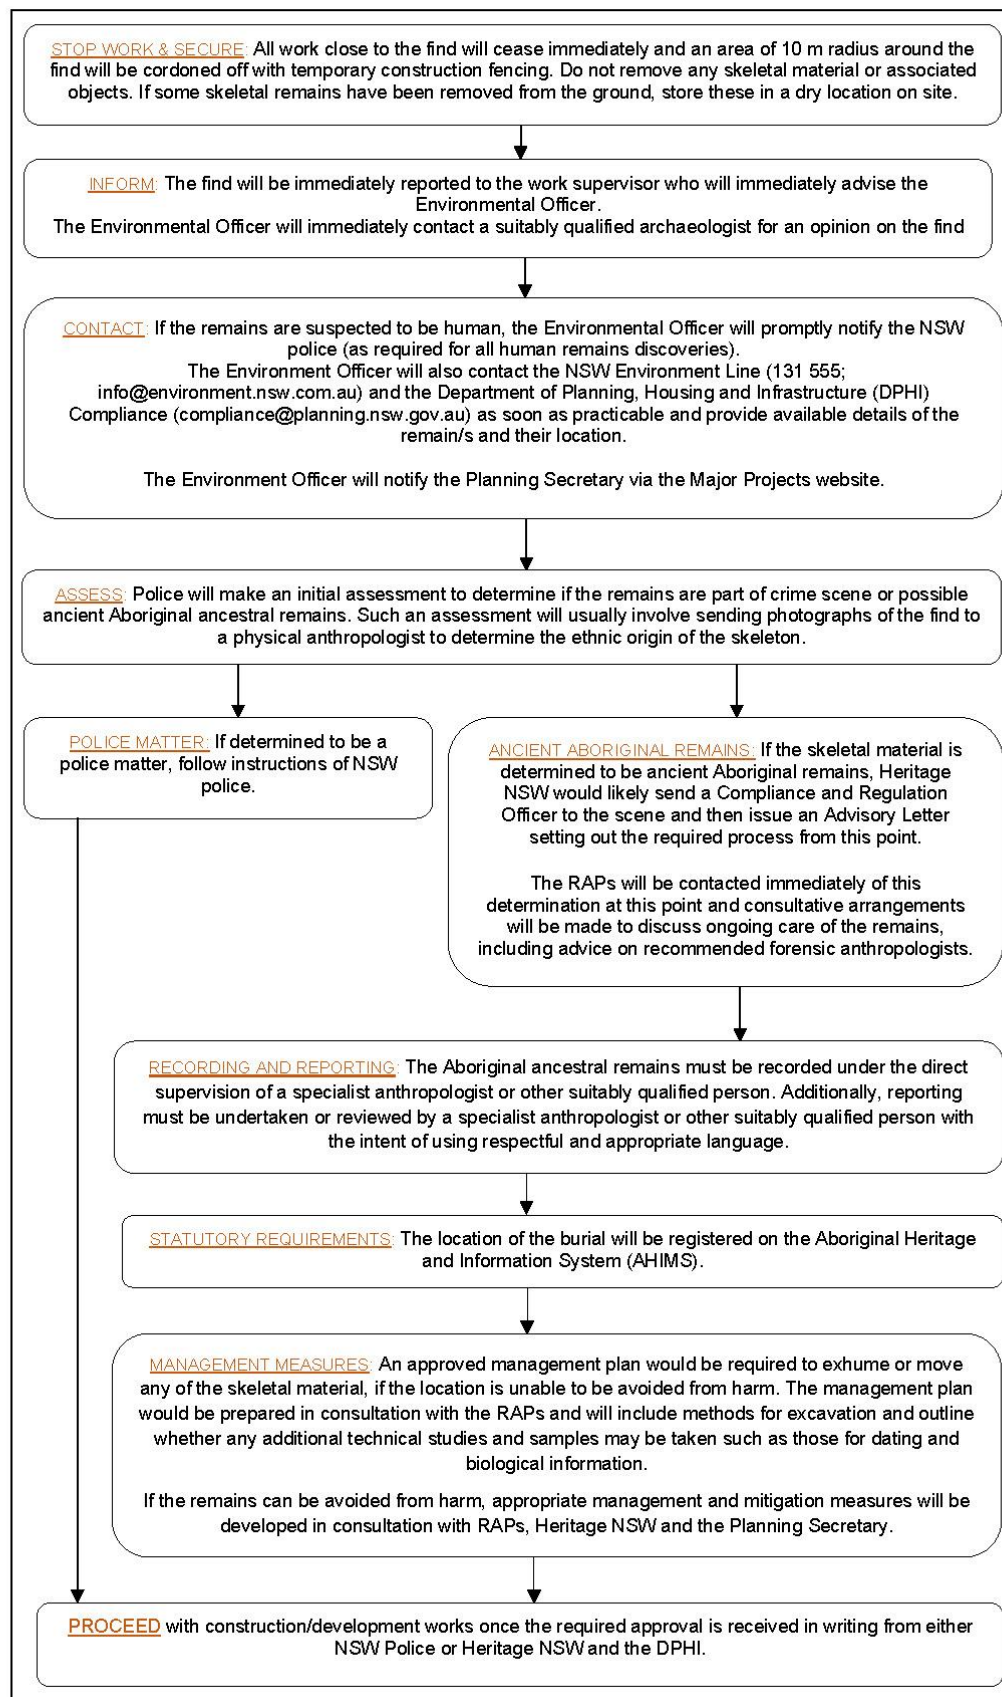 STOP WORK & SECURE: All work close to the find will cease immediately and an area of 10 m radius around the
find will be cordoned off with temporary construction fencing. Do not remove any skeletal material or associated
objects. If some skeletal remains have been removed from the ground, store these in a dry location on site.
INFORM: The find will be immediately reported to the work supervisor who will immediately advise the
Environmental Officer.
The Environmental Officer will immediately contact a suitably qualified archaeologist for an opinion on the find
CONTACT: If the remains are suspected to be human, the Environmental Officer will promptly notify the NSW
police (as required for all human remains discoveries).
The Environment Officer will also contact the NSW Environment Line (131 555;
info@environment.nsw.com.au) and the Department of Planning, Housing and Infrastructure (DPHI)
Compliance (compliance@planning.nsw.gov.au) as soon as practicable and provide available details of the
remain/s and their location.
The Environment Officer will notify the Planning Secretary via the Major Projects website.
ASSESS: Police will make an initial assessment to determine if the remains are part of crime scene or possible
ancient Aboriginal ancestral remains. Such an assessment will usually involve sending photographs of the find to
a physical anthropologist to determine the ethnic origin of the skeleton.
POLICE MATTER: If determined to be a
police matter, follow instructions of NSW
police.
ANCIENT ABORIGINAL REMAINS: If the skeletal material is
determined to be ancient Aboriginal remains, Heritage
NSW would likely send a Compliance and Regulation
Officer to the scene and then issue an Advisory Letter
setting out the required process from this point.
The RAPs will be contacted immediately of this
determination at this point and consultative arrangements
will be made to discuss ongoing care of the remains,
including advice on recommended forensic anthropologists.
RECORDING AND REPORTING: The Aboriginal ancestral remains must be recorded under the direct
supervision of a specialist anthropologist or other suitably qualified person. Additionally, reporting
must be undertaken or reviewed by a specialist anthropologist or other suitably qualified person with
the intent of using respectful and appropriate language.
STATUTORY REQUIREMENTS: The location of the burial will be registered on the Aboriginal Heritage
and Information System (AHIMS).
MANAGEMENT MEASURES: An approved management plan would be required to exhume or move
any of the skeletal material, if the location is unable to be avoided from harm. The management plan
would be prepared in consultation with the RAPs and will include methods for excavation and outline
whether any additional technical studies and samples may be taken such as those for dating and
biological information.
If the remains can be avoided from harm, appropriate management and mitigation measures will be
developed in consultation with RAPs, Heritage NSW and the Planning Secretary.
PROCEED with construction/development works once the required approval is received in writing from either
NSW Police or Heritage NSW and the DPHI.